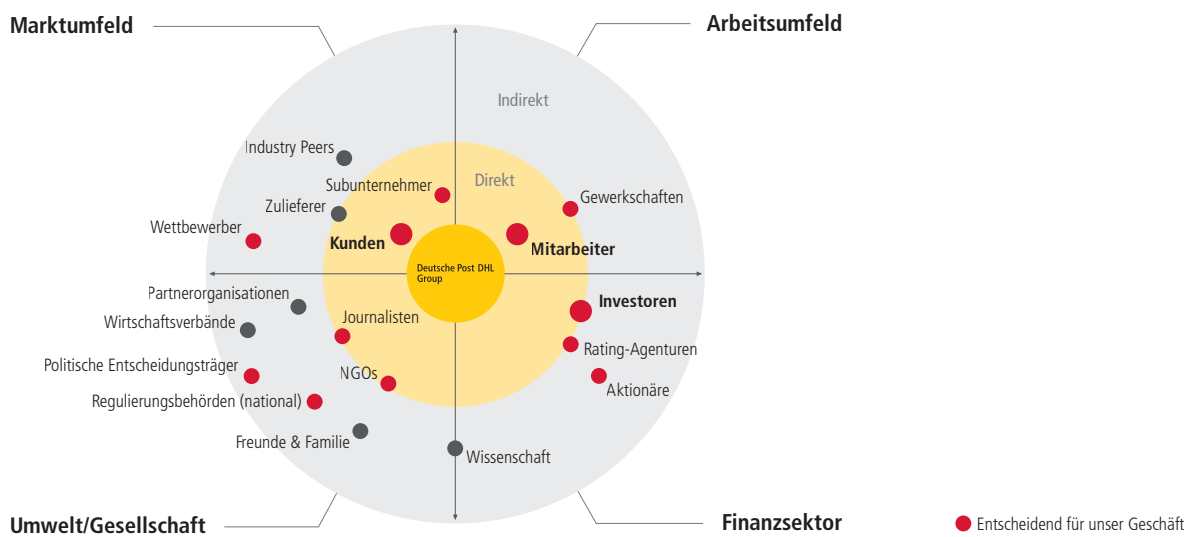 Marktumfeld
Arbeitsumfeld
Indirekt
Industry Peers
Direkt
Subunternehmer
Gewerkschaften
Zulieferer
Wettbewerber
Kunden
Mitarbeiter
Deutsche Post DHL
Group
Partnerorganisationen
Investoren
Journalisten
Wirtschaftsverbände
Rating-Agenturen
Politische Entscheidungsträger
NGOs
Aktionäre
Regulierungsbehörden (national)
Freunde & Familie
Wissenschaft
Umwelt/Gesellschaft
Finanzsektor
Entscheidend für unser Geschäft